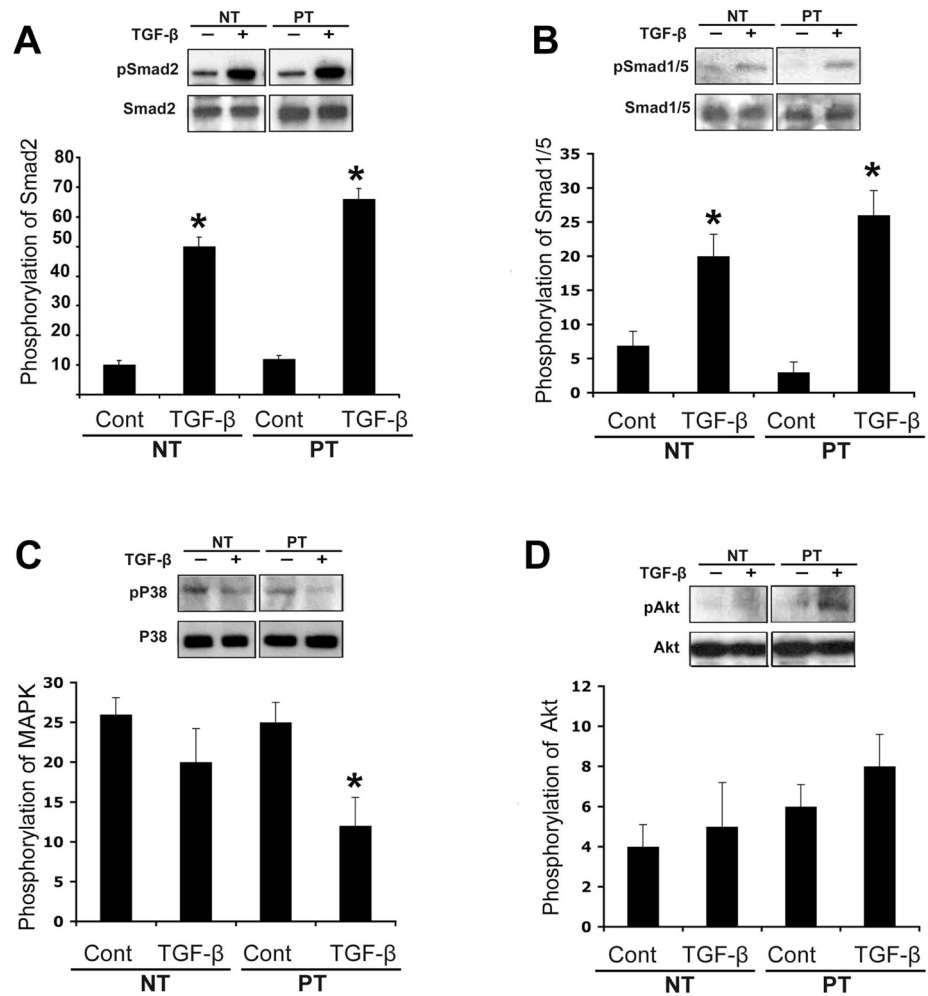 A
NT PT
TGF-β − + − +
pSmad2
Smad2
Phosphorylation of Smad2
80
70
60
50
40
30
20
10
Cont TGF-β Cont TGF-β
NT PT
B
NT PT
TGF-β − + − +
pSmad1/5
Smad1/5
Phosphorylation of Smad1/5
35
30
25
20
15
10
5
0
Cont TGF-β Cont TGF-β
NT PT
* * * *
C
NT PT
TGF-β − + − +
pP38
P38
Phosphorylation of MAPK
30
25
20
15
10
5
0
*
Cont TGF-β Cont TGF-β
NT PT
D
NT PT
TGF-β − + − +
pAkt
Akt
Phosphorylation of Akt
12
10
8
6
4
2
0
Cont TGF-β Cont TGF-β
NT PT